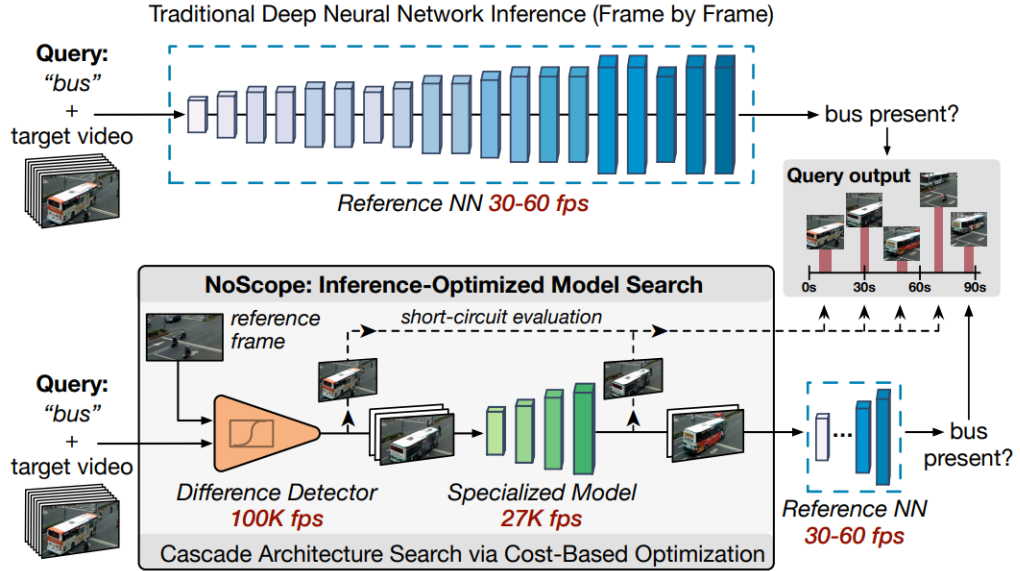 Traditional Deep Neural Network Inference (Frame by Frame)
Query:
“bus”
+
target video
Reference NN 30-60 fps
bus present?
Query output
0s 30s 60s 90s
NoScope: Inference-Optimized Model Search
reference
frame
short-circuit evaluation
Query:
“bus”
+
target video
Difference Detector
100K fps
Specialized Model
27K fps
...
Reference NN
30-60 fps
bus
present?
Cascade Architecture Search via Cost-Based Optimization